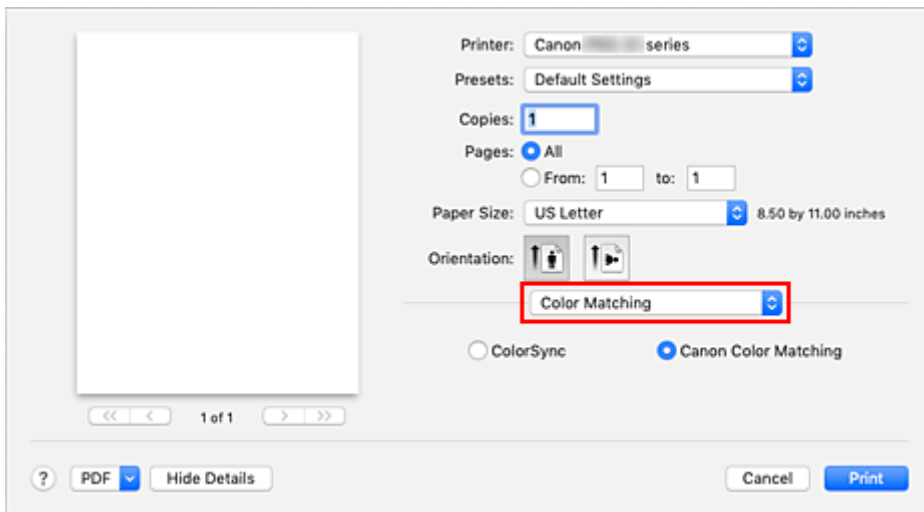 Printer: Canon series
Presets: Default Settings
Copies: 1
Pages: All
From: 1 to: 1
Paper Size: US Letter 8.50 by 11.00 inches
Orientation:
Color Matching
ColorSync Canon Color Matching
<< < 1 of 1 > >>
? PDF Hide Details Cancel Print